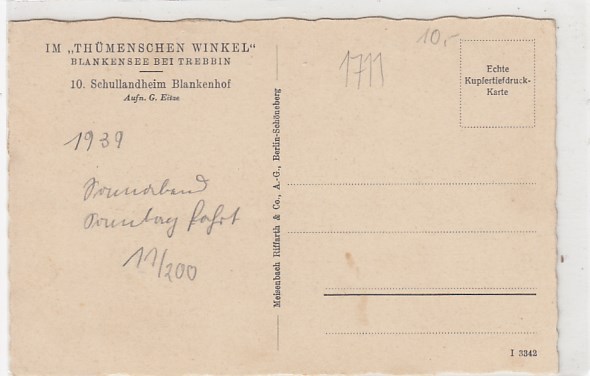 IM „THÜMENSCHEN WINKEL"
BLANKENSEE BEI TREBBIN
10. Schullandheim Blankenhof
Aufn. G. Eitze
1939
Sonnabend
Sonntag fahrt
11/200
Meisenbach Riffarth & Co., A.-G., Berlin-Schöneberg
1711
10,-
Echte
Kupfertiefdruck-
Karte
I 3342